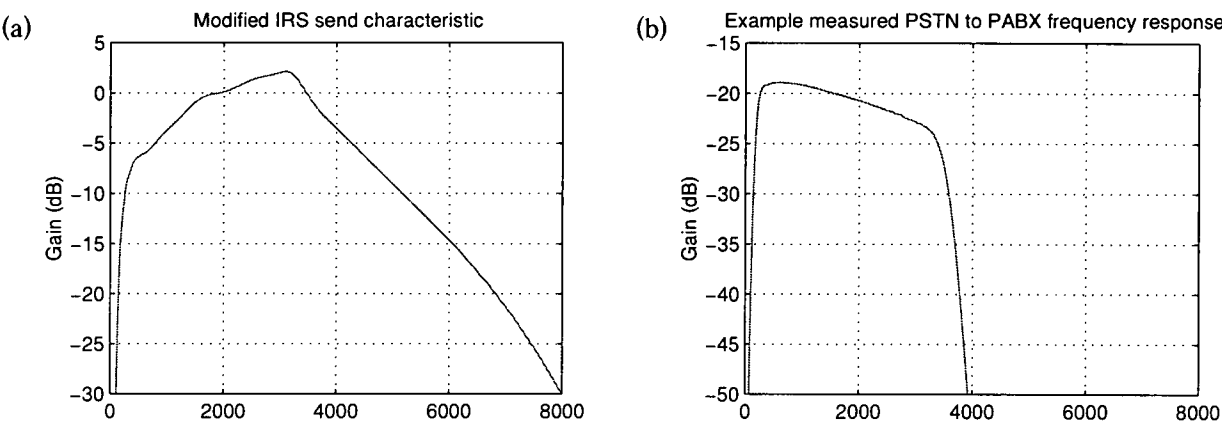 (a)
Modified IRS send characteristic
5
0
−5
−10
−15
−20
−25
−30
Gain (dB)
0 2000 4000 6000 8000
(b)
Example measured PSTN to PABX frequency response
−15
−20
−25
−30
−35
−40
−45
−50
Gain (dB)
0 2000 4000 6000 8000